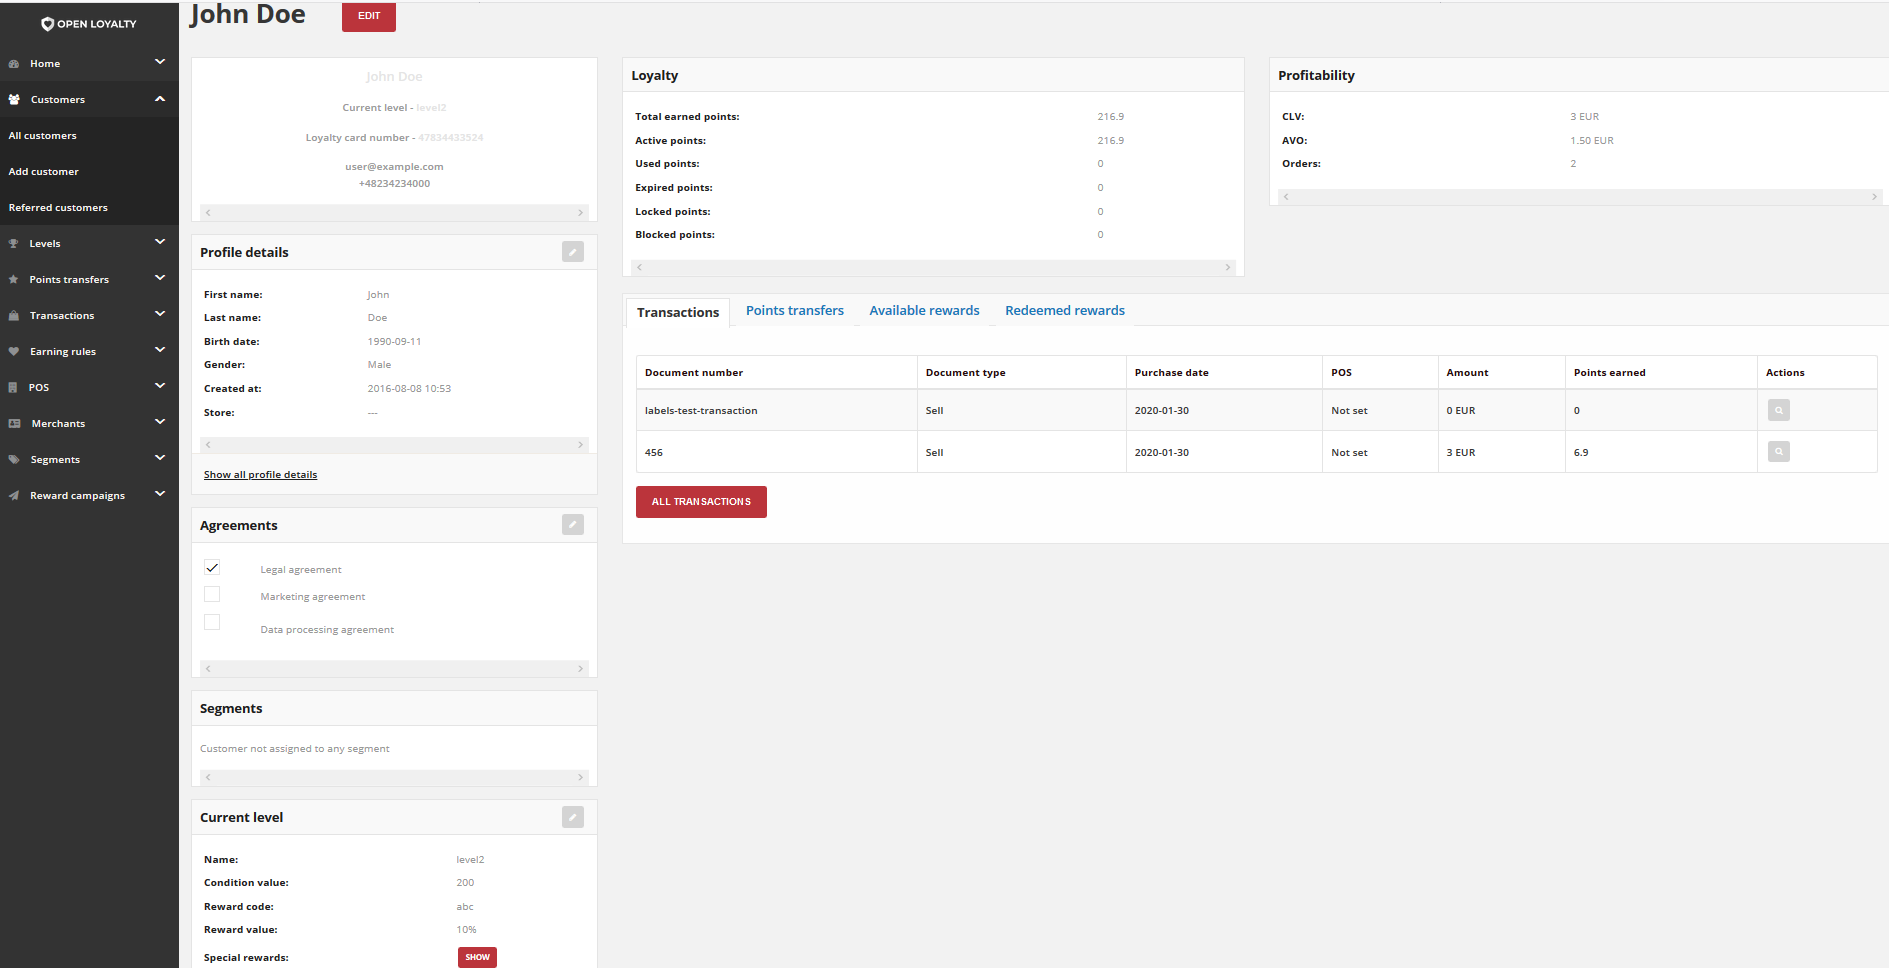 John Doe
EDIT
OPEN LOYALTY
Home
Customers
All customers
Add customer
Referred customers
Levels
Points transfers
Transactions
Earning rules
POS
Merchants
Segments
Reward campaigns
John Doe
Current level - level2
Loyalty card number - 47834433524
user@example.com
+48234234000
Profile details
First name: John
Last name: Doe
Birth date: 1990-09-11
Gender: Male
Created at: 2016-08-08 10:53
Store: ---
Show all profile details
Agreements
Legal agreement
Marketing agreement
Data processing agreement
Segments
Customer not assigned to any segment
Current level
Name: level2
Condition value: 200
Reward code: abc
Reward value: 10%
Special rewards: SHOW
Loyalty
Total earned points: 216.9
Active points: 216.9
Used points: 0
Expired points: 0
Locked points: 0
Blocked points: 0
Profitability
CLV: 3 EUR
AVO: 1.50 EUR
Orders: 2
Transactions Points transfers Available rewards Redeemed rewards
Document number Document type Purchase date POS Amount Points earned Actions
labels-test-transaction Sell 2020-01-30 Not set 0 EUR 0
456 Sell 2020-01-30 Not set 3 EUR 6.9
ALL TRANSACTIONS